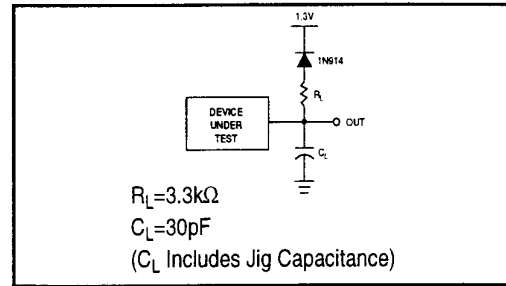 1.3V
1N914
RL
DEVICE
UNDER
TEST
OUT
CL
RL=3.3kΩ
CL=30pF
(CL Includes Jig Capacitance)